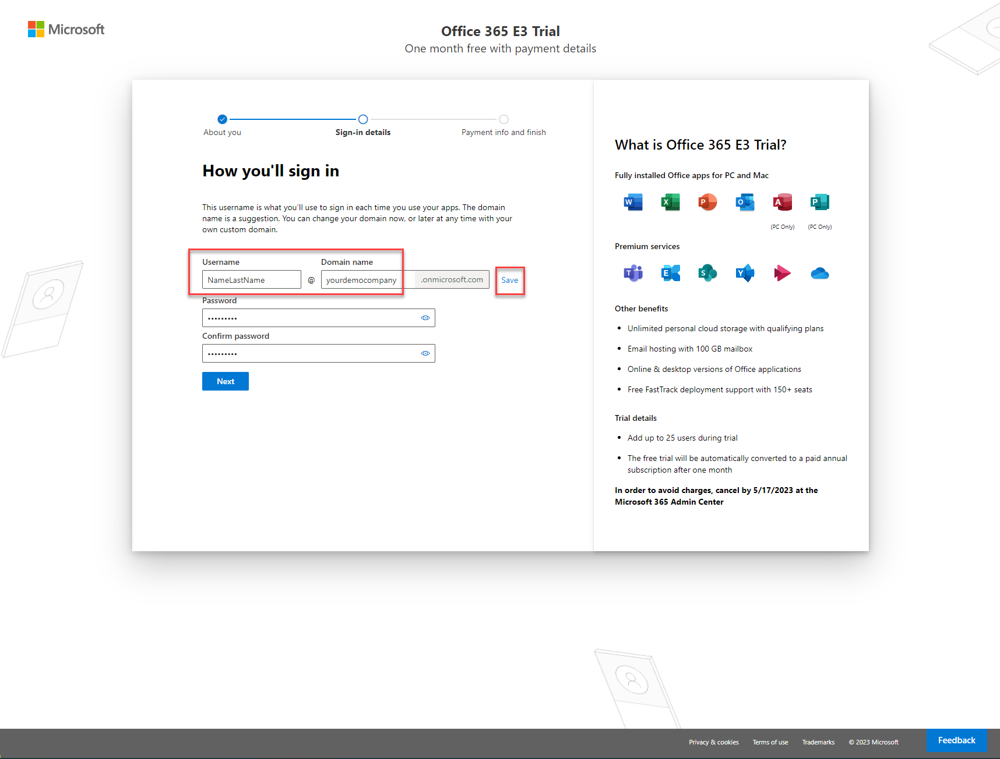 Microsoft
Office 365 E3 Trial
One month free with payment details
About you
Sign-in details
Payment info and finish
How you'll sign in
This username is what you'll use to sign in each time you use your apps. The domain
name is a suggestion. You can change your domain now, or later at any time with your
own custom domain.
Username
Domain name
NameLastName @ yourdemocompany .onmicrosoft.com Save
Password
•••••••••
Confirm password
•••••••••
Next
What is Office 365 E3 Trial?
Fully installed Office apps for PC and Mac
W X P O A P
(PC Only) (PC Only)
Premium services
T E S Y
Other benefits
• Unlimited personal cloud storage with qualifying plans
• Email hosting with 100 GB mailbox
• Online & desktop versions of Office applications
• Free FastTrack deployment support with 150+ seats
Trial details
• Add up to 25 users during trial
• The free trial will be automatically converted to a paid annual
subscription after one month
In order to avoid charges, cancel by 5/17/2023 at the
Microsoft 365 Admin Center
Privacy & cookies Terms of use Trademarks © 2023 Microsoft Feedback